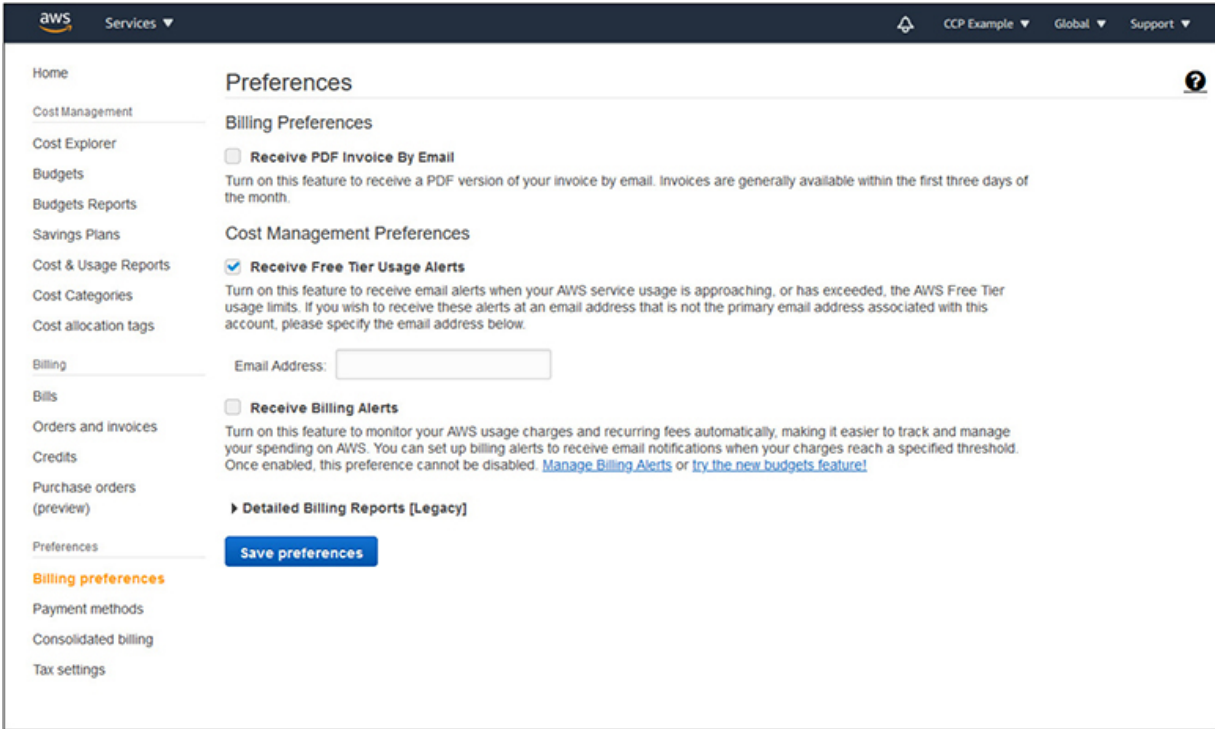 aws Services ▼ CCP Example ▼ Global ▼ Support ▼
Home
Cost Management
Cost Explorer
Budgets
Budgets Reports
Savings Plans
Cost & Usage Reports
Cost Categories
Cost allocation tags
Billing
Bills
Orders and invoices
Credits
Purchase orders
(preview)
Preferences
Billing preferences
Payment methods
Consolidated billing
Tax settings
Preferences ?
Billing Preferences
Receive PDF Invoice By Email
Turn on this feature to receive a PDF version of your invoice by email. Invoices are generally available within the first three days of
the month.
Cost Management Preferences
Receive Free Tier Usage Alerts
Turn on this feature to receive email alerts when your AWS service usage is approaching, or has exceeded, the AWS Free Tier
usage limits. If you wish to receive these alerts at an email address that is not the primary email address associated with this
account, please specify the email address below.
Email Address:
Receive Billing Alerts
Turn on this feature to monitor your AWS usage charges and recurring fees automatically, making it easier to track and manage
your spending on AWS. You can set up billing alerts to receive email notifications when your charges reach a specified threshold.
Once enabled, this preference cannot be disabled. Manage Billing Alerts or try the new budgets feature!
Detailed Billing Reports [Legacy]
Save preferences